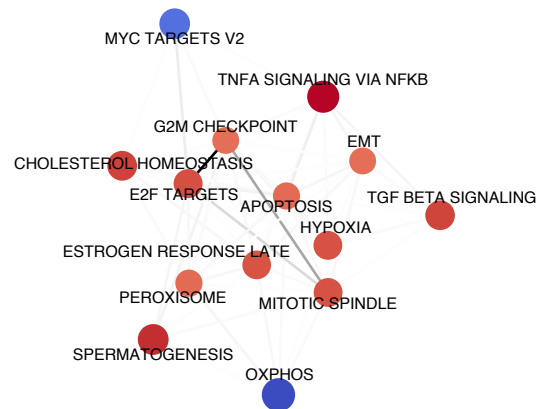 MYC TARGETS V2
TNFA SIGNALING VIA NFKB
G2M CHECKPOINT
EMT
CHOLESTEROL HOMEOSTASIS
E2F TARGETS
TGF BETA SIGNALING
APOPTOSIS
HYPOXIA
ESTROGEN RESPONSE LATE
PEROXISOME
MITOTIC SPINDLE
SPERMATOGENESIS
OXPHOS